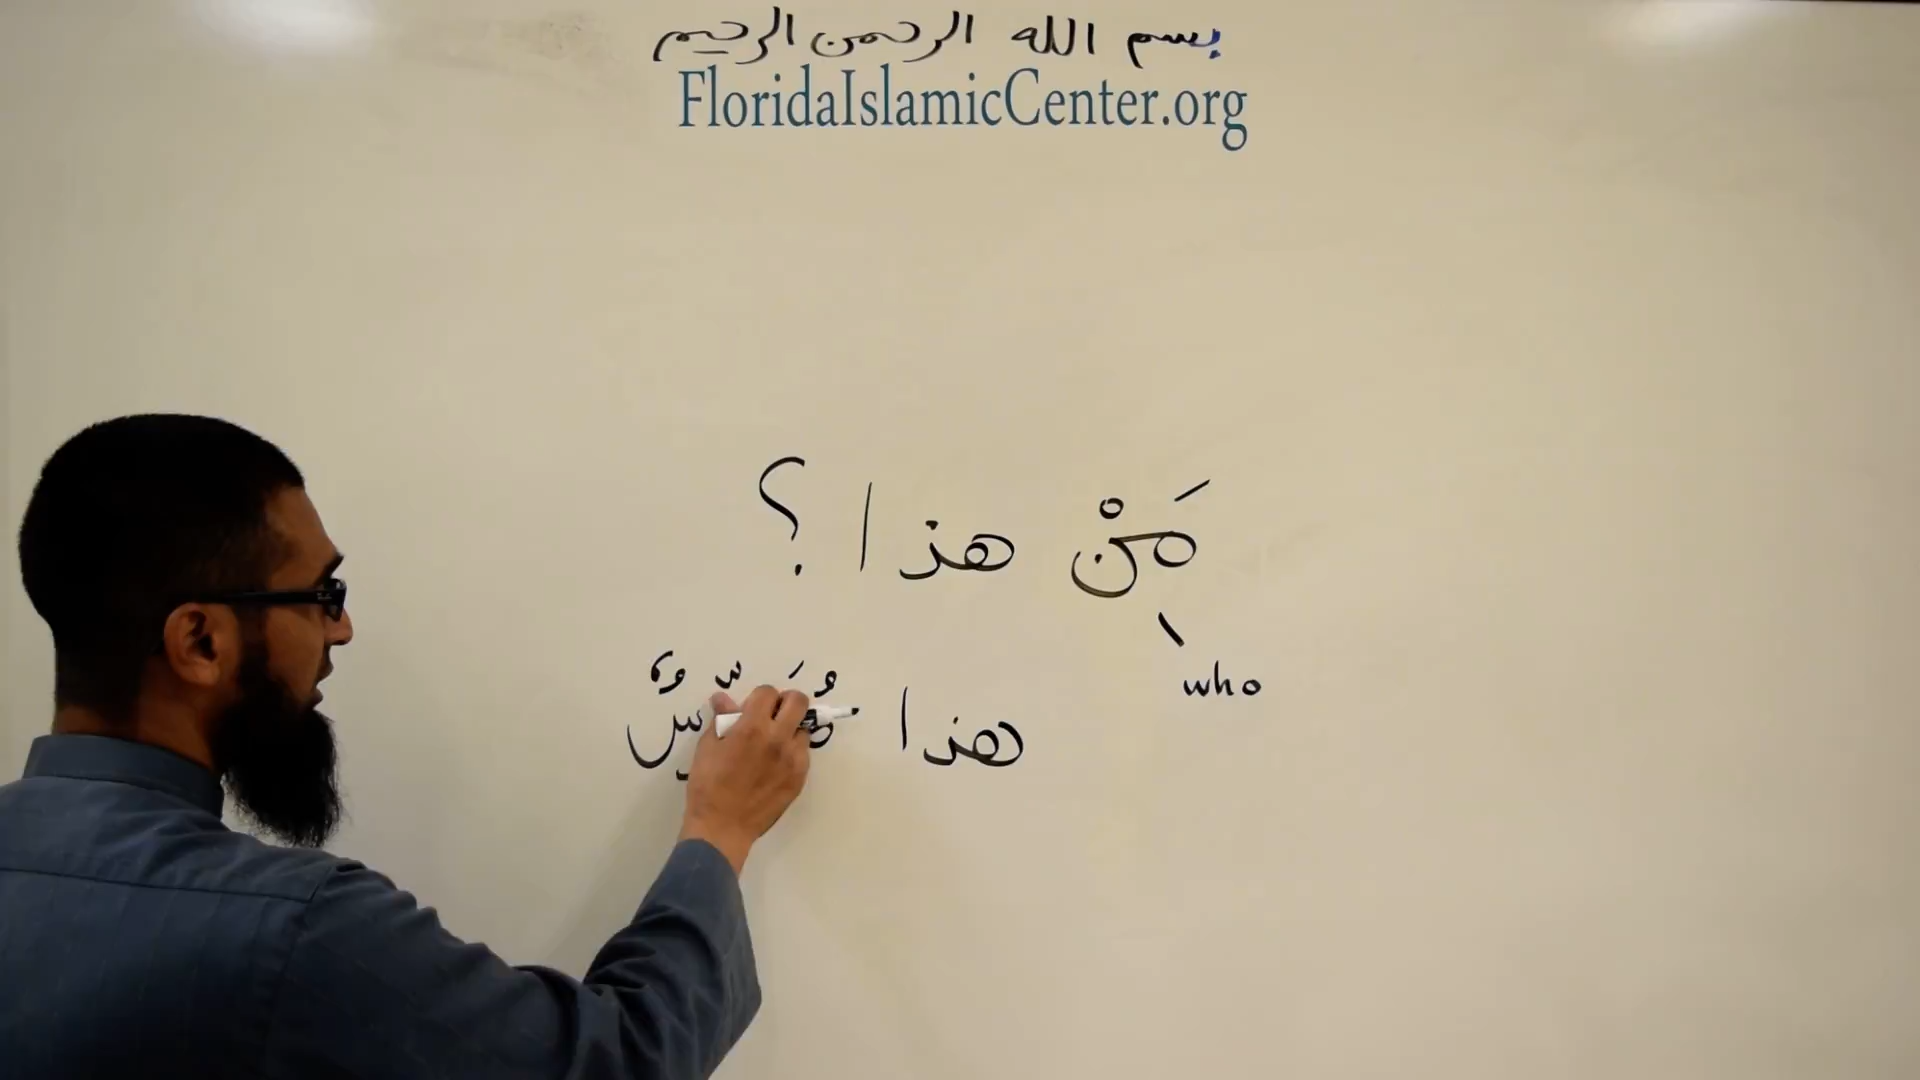 بسم الله الرحمن الرحيم
FloridaIslamicCenter.org
مَنْ هذا ؟
who
هذا